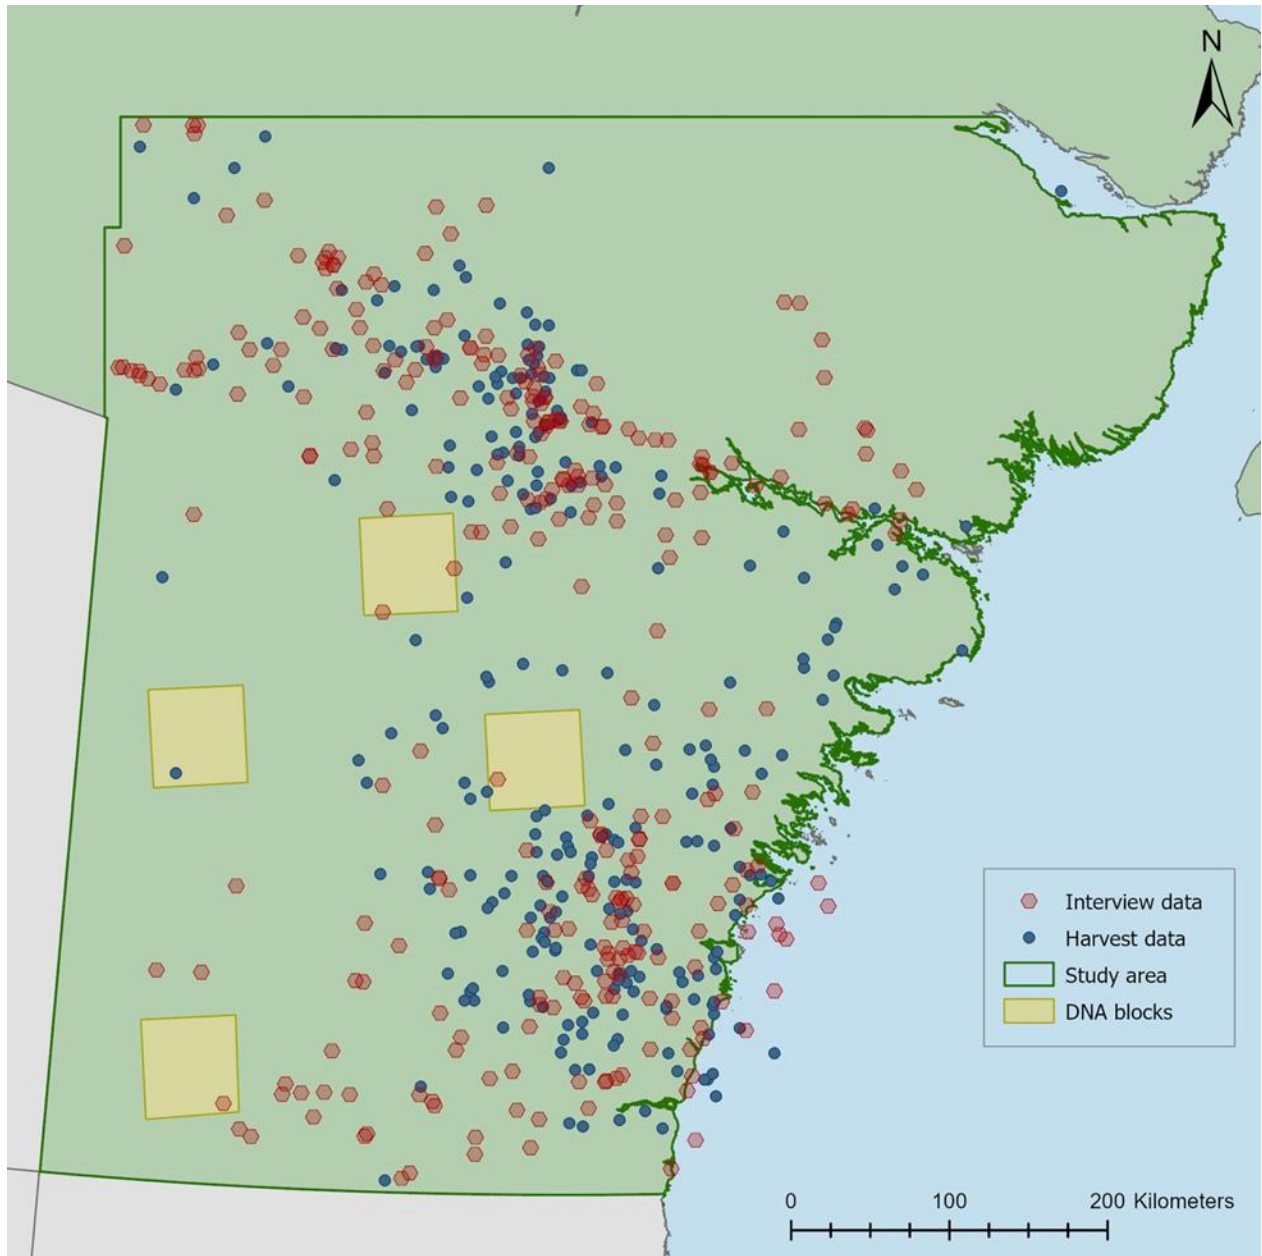 N
Interview data
Harvest data
Study area
DNA blocks
0 100 200 Kilometers